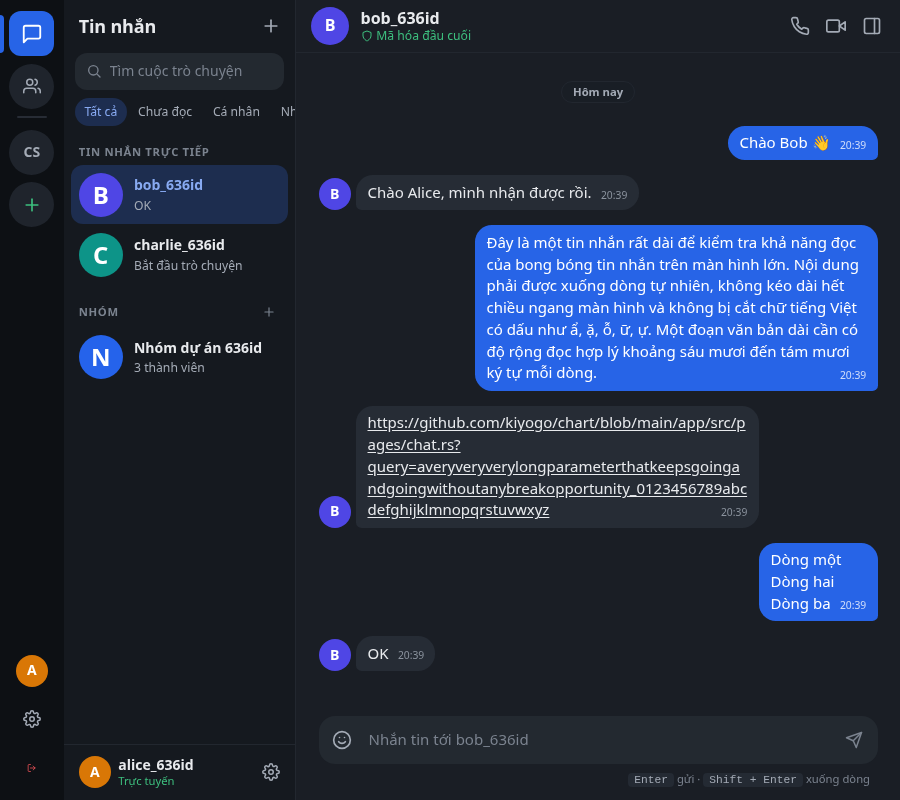 CS
A
Tin nhắn
Tìm cuộc trò chuyện
Tất cả
Chưa đọc
Cá nhân
TIN NHẮN TRỰC TIẾP
B
bob_636id
OK
C
charlie_636id
Bắt đầu trò chuyện
NHÓM
N
Nhóm dự án 636id
3 thành viên
A
alice_636id
Trực tuyến
B
bob_636id
Mã hóa đầu cuối
Hôm nay
Chào Bob 👋 20:39
B
Chào Alice, mình nhận được rồi. 20:39
Đây là một tin nhắn rất dài để kiểm tra khả năng đọc
của bong bóng tin nhắn trên màn hình lớn. Nội dung
phải được xuống dòng tự nhiên, không kéo dài hết
chiều ngang màn hình và không bị cắt chữ tiếng Việt
có dấu như ẩ, ặ, ỗ, ữ, ự. Một đoạn văn bản dài cần có
độ rộng đọc hợp lý khoảng sáu mươi đến tám mươi
ký tự mỗi dòng. 20:39
https://github.com/kiyogo/chart/blob/main/app/src/p
ages/chat.rs?
query=averyveryverylongparameterthatkeepsgoinga
ndgoingwithoutanybreakopportunity_0123456789abc
B
defghijklmnopqrstuvwxyz 20:39
Dòng một
Dòng hai
Dòng ba 20:39
B
OK 20:39
Nhắn tin tới bob_636id
Enter gửi · Shift + Enter xuống dòng